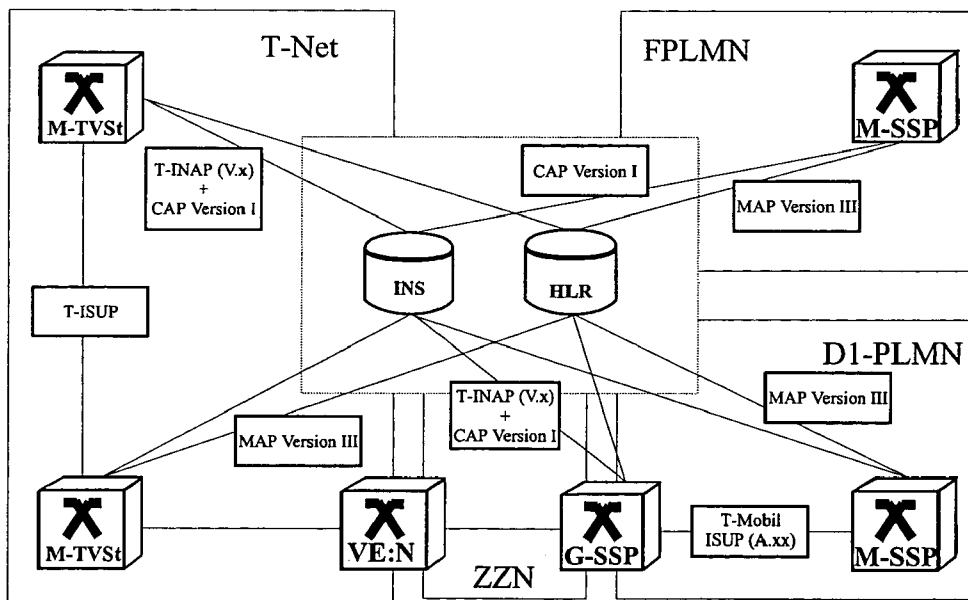 T-Net
FPLMN
M-TVSt
M-SSP
T-INAP (V.x)
+
CAP Version I
CAP Version I
MAP Version III
INS
HLR
T-ISUP
D1-PLMN
T-INAP (V.x)
+
CAP Version I
MAP Version III
MAP Version III
M-TVSt
VE:N
G-SSP
T-Mobil
ISUP (A.xx)
M-SSP
ZZN